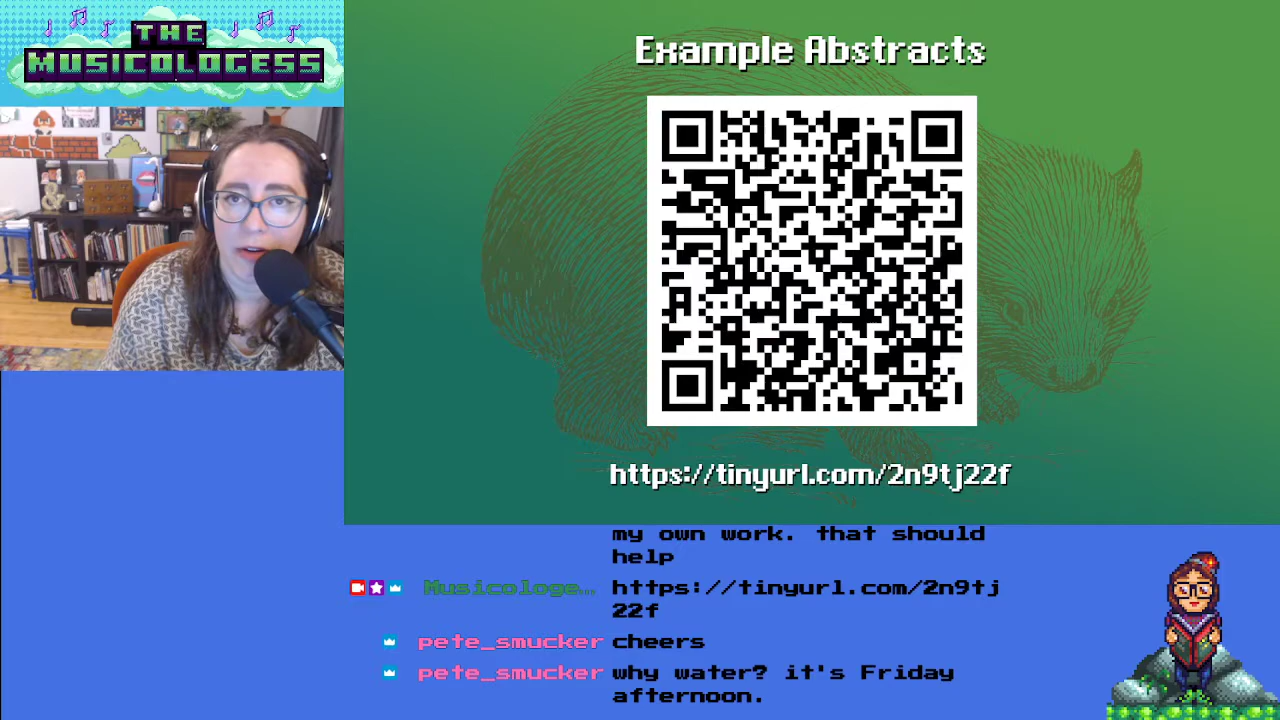 THE
MUSICOLOGESS
Example Abstracts
https://tinyurl.com/2n9tj22f
my own work. that should
help
Musicologe… https://tinyurl.com/2n9tj
22f
pete_smucker cheers
pete_smucker why water? it's Friday
afternoon.